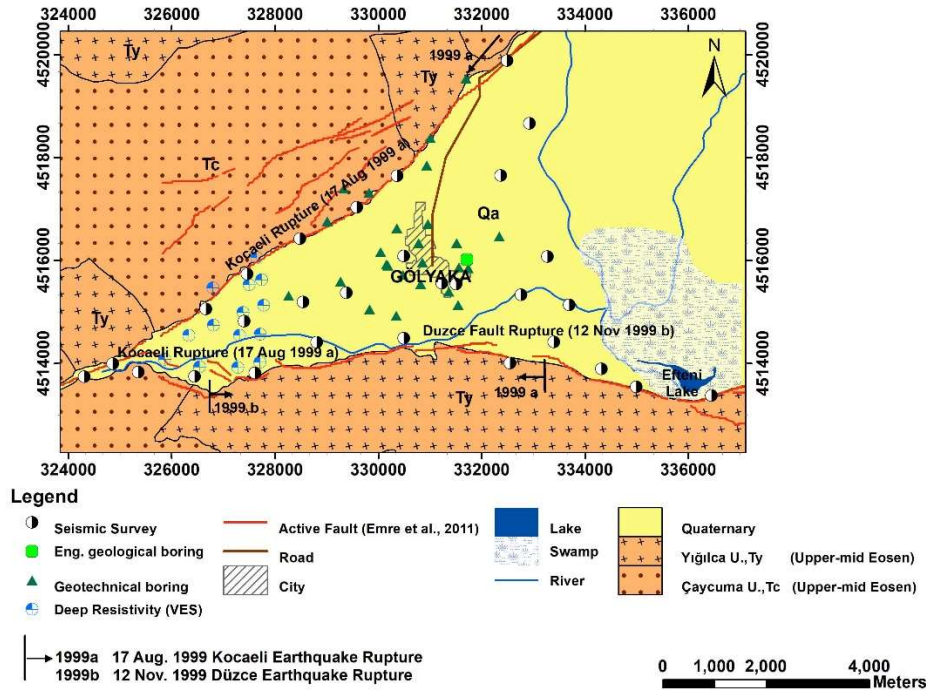 324000 326000 328000 330000 332000 334000 336000
4520000
4518000
4516000
4514000
4520000
4518000
4516000
4514000
N
Ty
1999 a
Ty
Tc
Kocaeli Rupture (17 Aug 1999 a)
Qa
GÖLYAKA
Ty
Duzce Fault Rupture (12 Nov 1999 b)
Kocaeli Rupture (17 Aug 1999 a)
Efteni
Lake
Ty
1999 a
1999 b
324000 326000 328000 330000 332000 334000 336000
Legend
Seismic Survey
Eng. geological boring
Geotechnical boring
Deep Resistivity (VES)
Active Fault (Emre et al., 2011)
Road
City
Lake
Swamp
River
Quaternary
Yığılca U.,Ty (Upper-mid Eosen)
Çaycuma U.,Tc (Upper-mid Eosen)
1999a 17 Aug. 1999 Kocaeli Earthquake Rupture
1999b 12 Nov. 1999 Düzce Earthquake Rupture
0 1,000 2,000 4,000
Meters